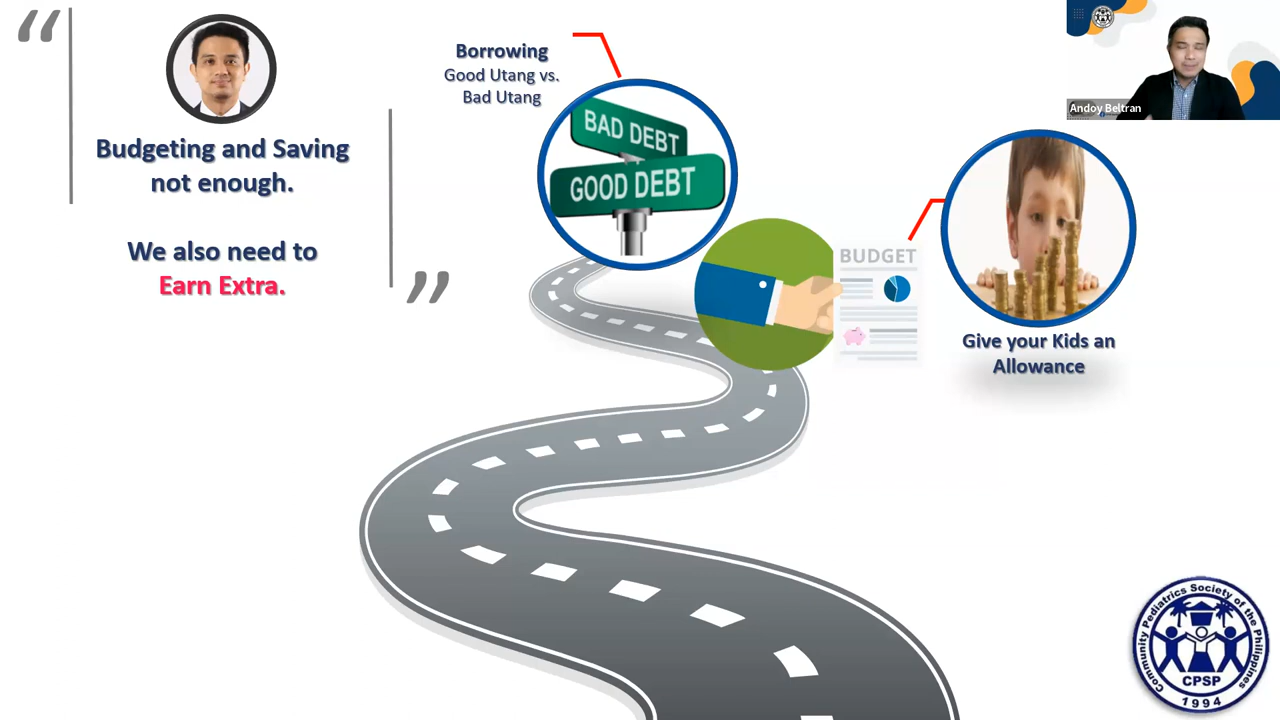 “
Budgeting and Saving
not enough.
We also need to
Earn Extra.
”
Borrowing
Good Utang vs.
Bad Utang
BAD DEBT
GOOD DEBT
BUDGET
Give your Kids an
Allowance
Andoy Beltran
Community Pediatrics Society of the Philippines
CPSP
1994